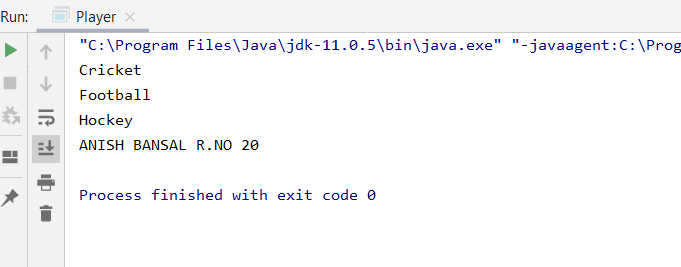 Run: Player
"C:\Program Files\Java\jdk-11.0.5\bin\java.exe" "-javaagent:C:\Prog
Cricket
Football
Hockey
ANISH BANSAL R.NO 20
Process finished with exit code 0